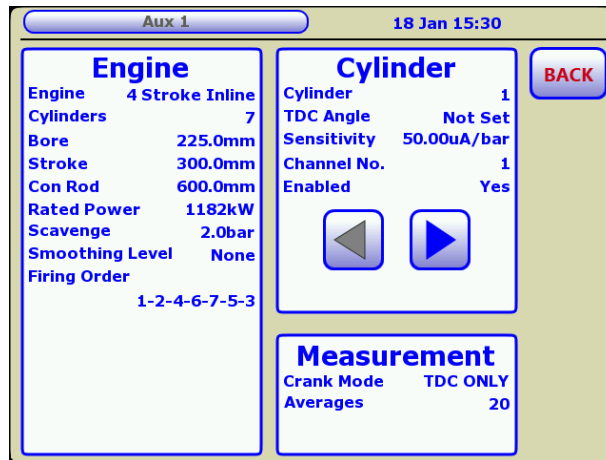 Aux 1
18 Jan 15:30
BACK
Engine
Engine 4 Stroke Inline
Cylinders 7
Bore 225.0mm
Stroke 300.0mm
Con Rod 600.0mm
Rated Power 1182kW
Scavenge 2.0bar
Smoothing Level None
Firing Order
1-2-4-6-7-5-3
Cylinder
Cylinder 1
TDC Angle Not Set
Sensitivity 50.00uA/bar
Channel No. 1
Enabled Yes
Measurement
Crank Mode TDC ONLY
Averages 20